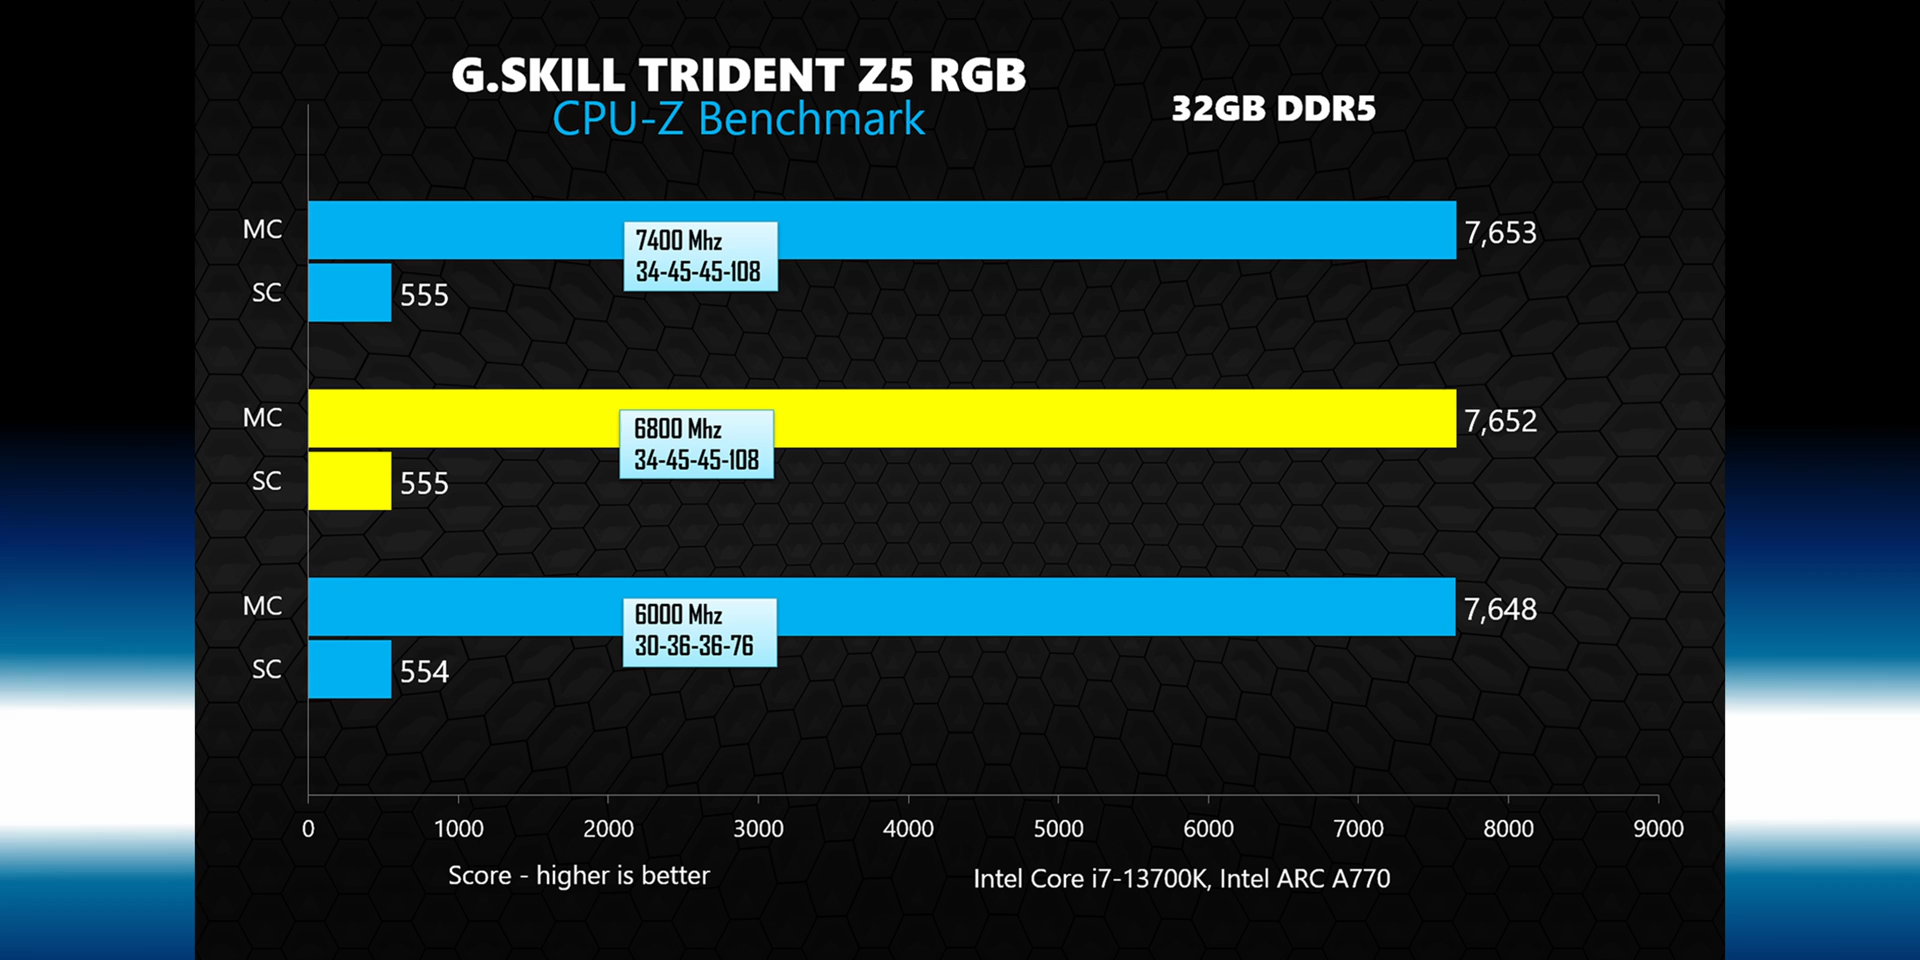 G.SKILL TRIDENT Z5 RGB
CPU-Z Benchmark
32GB DDR5
MC 7,653
7400 Mhz
34-45-45-108
SC 555
MC 7,652
6800 Mhz
34-45-45-108
SC 555
MC 7,648
6000 Mhz
30-36-36-76
SC 554
0 1000 2000 3000 4000 5000 6000 7000 8000 9000
Score - higher is better
Intel Core i7-13700K, Intel ARC A770